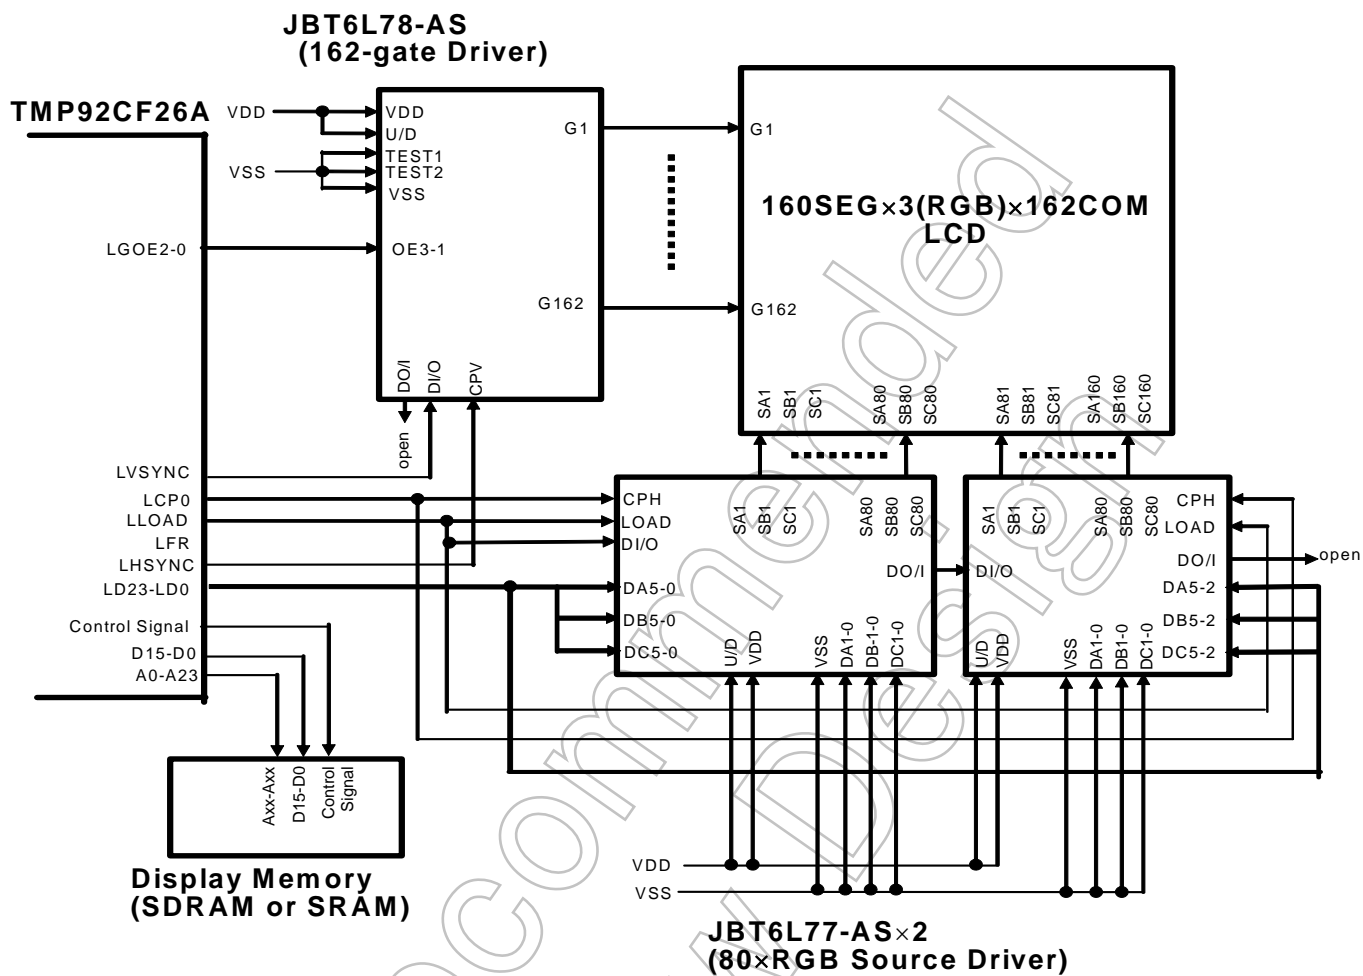 JBT6L78-AS
(162-gate Driver)
TMP92CF26A
VDD
VSS
LGOE2-0
LVSYNC
LCP0
LLOAD
LFR
LHSYNC
LD23-LD0
Control Signal
D15-D0
A0-A23
VDD
U/D
TEST1
TEST2
VSS
OE3-1
G1
G162
DO/I
DI/O
CPV
open
G1
G162
160SEG×3(RGB)×162COM
LCD
SA1
SB1
SC1
SA80
SB80
SC80
SA81
SB81
SC81
SA160
SB160
SC160
CPH
LOAD
DI/O
DA5-0
DB5-0
DC5-0
SA1
SB1
SC1
SA80
SB80
SC80
DO/I
U/D
VDD
VSS
DA1-0
DB-1-0
DC1-0
DI/O
SA1
SB1
SC1
SA80
SB80
SC80
CPH
LOAD
DO/I
DA5-2
DB5-2
DC5-2
U/D
VDD
VSS
DA1-0
DB1-0
DC1-0
open
Axx-Axx
D15-D0
Control
Signal
Display Memory
(SDRAM or SRAM)
VDD
VSS
JBT6L77-AS×2
(80×RGB Source Driver)
ecommended
w Design